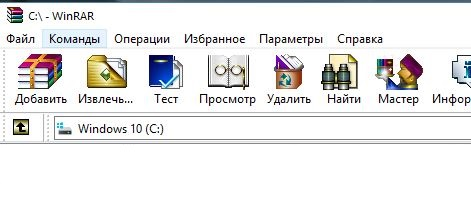 C:\ - WinRAR
Файл Команды Операции Избранное Параметры Справка
Добавить Извлечь... Тест Просмотр Удалить Найти Мастер Инфор
Windows 10 (C:)